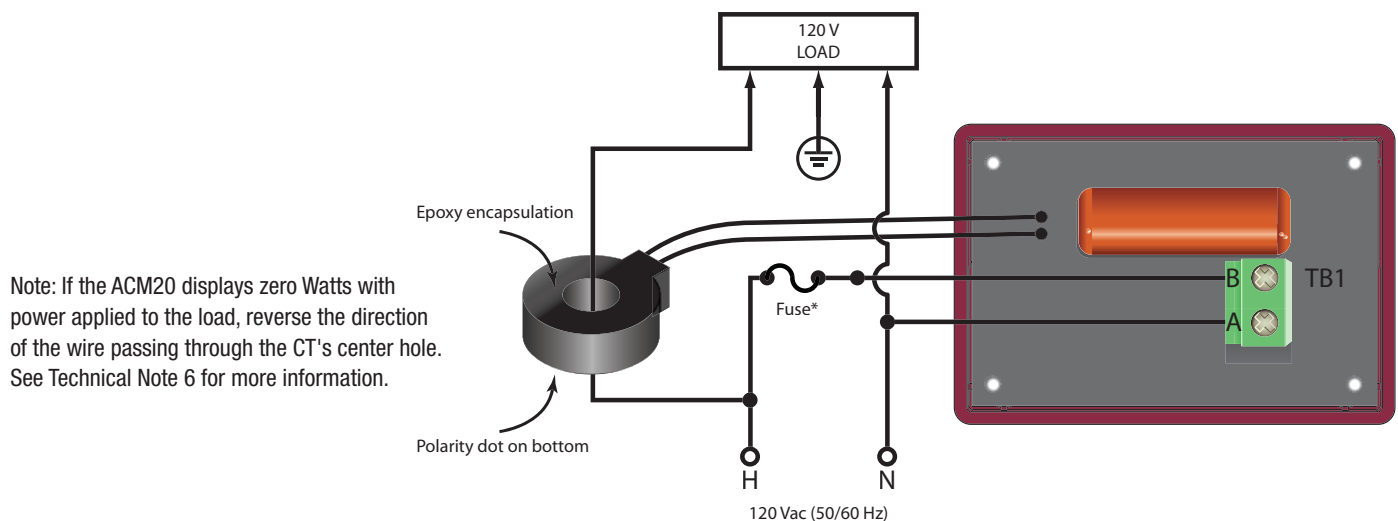 120 V
LOAD
Epoxy encapsulation
Note: If the ACM20 displays zero Watts with
power applied to the load, reverse the direction
of the wire passing through the CT's center hole.
See Technical Note 6 for more information.
Fuse*
B
TB1
A
Polarity dot on bottom
H
N
120 Vac (50/60 Hz)